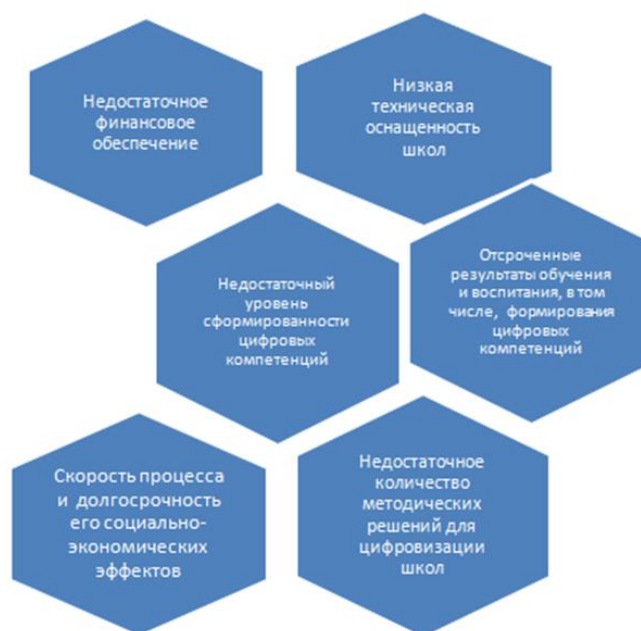 Недостаточное
финансовое
обеспечение
Низкая
техническая
оснащенность
школ
Недостаточный
уровень
сформированности
цифровых
компетенций
Отсроченные
результаты обучения
и воспитания, в том
числе, формирования
цифровых
компетенций
Скорость процесса
и долгосрочность
его социально-
экономических
эффектов
Недостаточное
количество
методических
решений для
цифровизации
школ